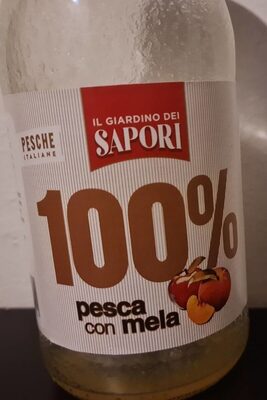 IL GIARDINO DEI
SAPORI
PESCHE
ITALIANE
100%
pesca
con mela